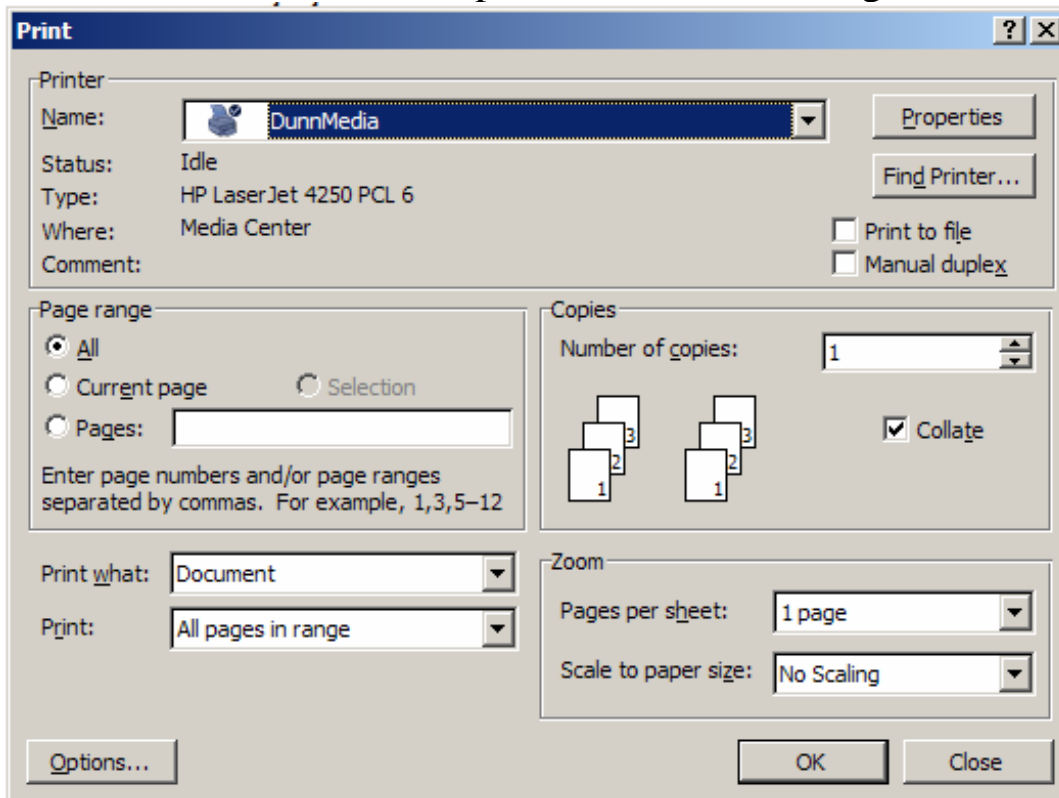 Print
Printer
Name:
DunnMedia
Properties
Status:
Idle
Find Printer...
Type:
HP LaserJet 4250 PCL 6
Where:
Media Center
Print to file
Comment:
Manual duplex
Page range
All
Current page
Selection
Pages:
Enter page numbers and/or page ranges
separated by commas. For example, 1,3,5–12
Copies
Number of copies:
1
3
2
1
3
2
1
Collate
Print what:
Document
Print:
All pages in range
Zoom
Pages per sheet:
1 page
Scale to paper size:
No Scaling
Options...
OK
Close